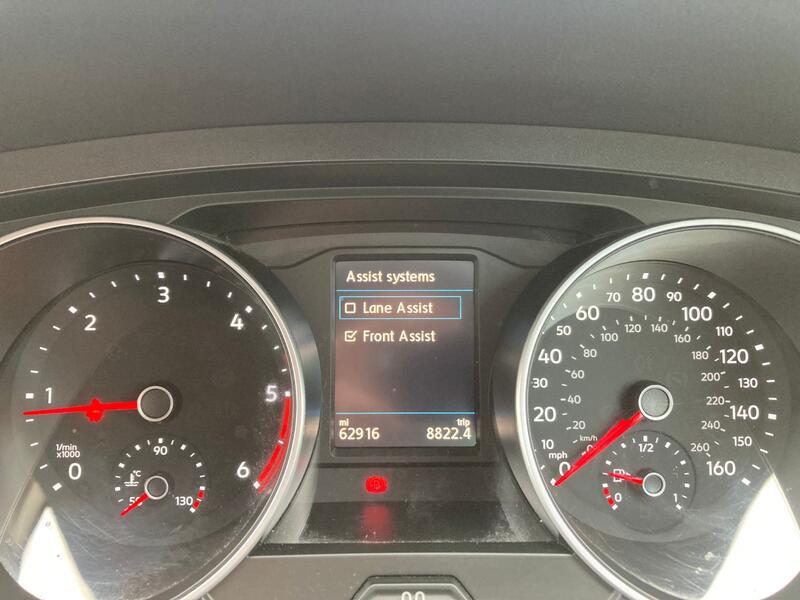 Assist systems
Lane Assist
Front Assist
mi trip
62916 8822.4
0 1 2 3 4 5 6
1/min
x1000
°C
50 90 130
0 10 20 30 40 50 60 70 80 90 100 110 120 130 140 150 160
mph
0 20 40 60 80 100 120 140 160 180 200 220 240 260
km/h
0 1/2 1